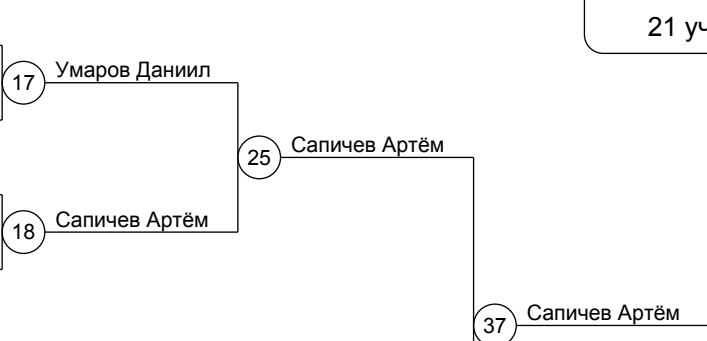 21 уч
17 Умаров Даниил
25 Сапичев Артём
18 Сапичев Артём
37 Сапичев Артём